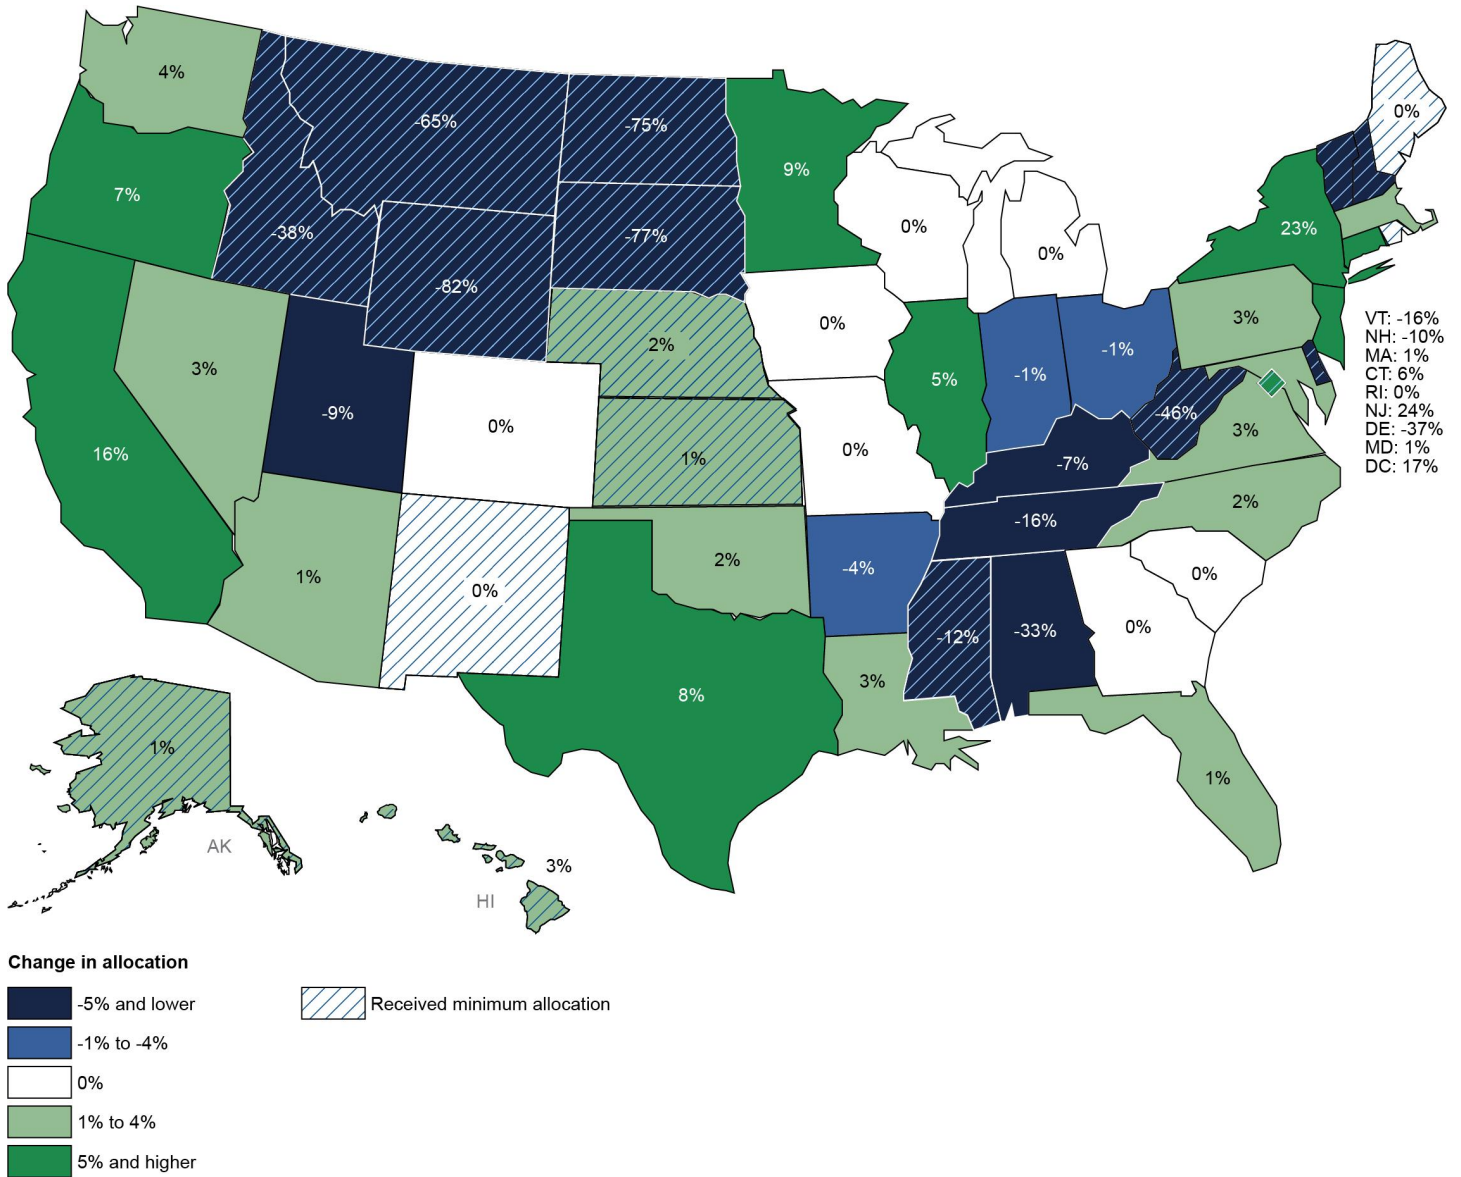 4%
-65%
-75%
0%
9%
7%
-38%
-77%
0%
0%
23%
-82%
0%
2%
3%
-1%
-1%
3%
VT: -16%
NH: -10%
MA: 1%
CT: 6%
RI: 0%
NJ: 24%
DE: -37%
MD: 1%
DC: 17%
-9%
0%
5%
-46%
3%
16%
1%
0%
-7%
2%
-16%
1%
0%
2%
-4%
0%
-12%
-33%
0%
3%
8%
1%
1%
AK
3%
HI
Change in allocation
-5% and lower
Received minimum allocation
-1% to -4%
0%
1% to 4%
5% and higher